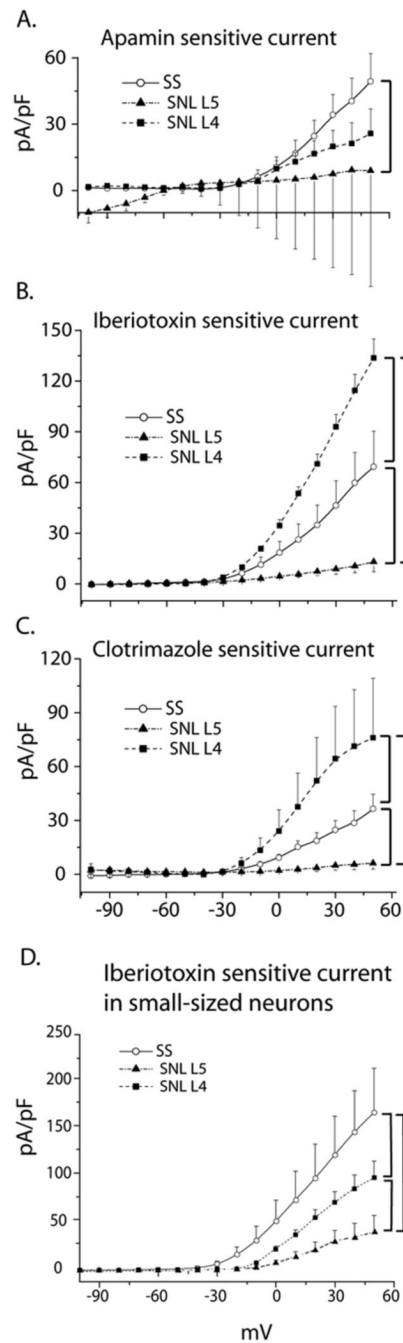 A.
Apamin sensitive current
60
40
20
0
pA/pF
SS
SNL L5
SNL L4
B.
Iberiotoxin sensitive current
150
120
90
60
30
0
pA/pF
SS
SNL L5
SNL L4
C.
Clotrimazole sensitive current
120
90
60
30
0
pA/pF
SS
SNL L5
SNL L4
-90 -60 -30 0 30 60
D.
Iberiotoxin sensitive current
in small-sized neurons
250
200
150
100
50
0
pA/pF
SS
SNL L5
SNL L4
-90 -60 -30 0 30 60
mV